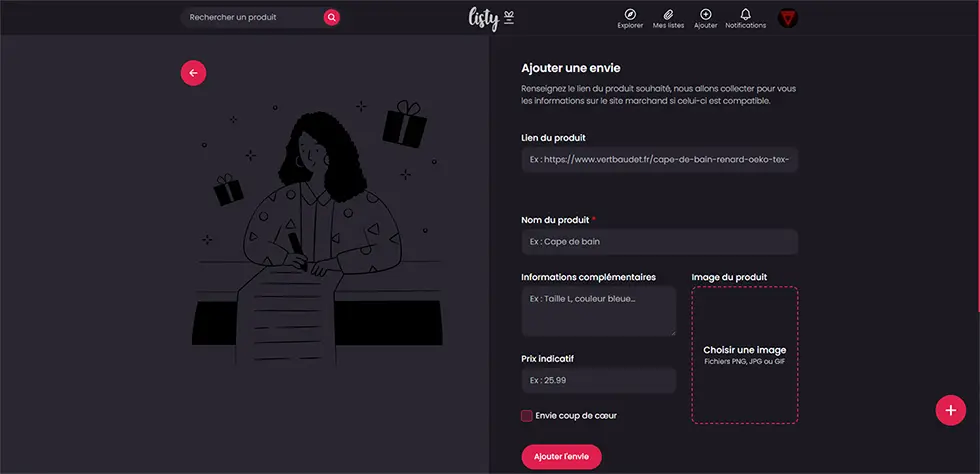 Rechercher un produit
listy
Explorer
Mes listes
Ajouter
Notifications
Ajouter une envie
Renseignez le lien du produit souhaité, nous allons collecter pour vous
les informations sur le site marchand si celui-ci est compatible.
Lien du produit
Ex : https://www.vertbaudet.fr/cape-de-bain-renard-oeko-tex-
Nom du produit *
Ex : Cape de bain
Informations complémentaires
Ex : Taille L, couleur bleue...
Image du produit
Choisir une image
Fichiers PNG, JPG ou GIF
Prix indicatif
Ex : 25.99
Envie coup de cœur
Ajouter l'envie